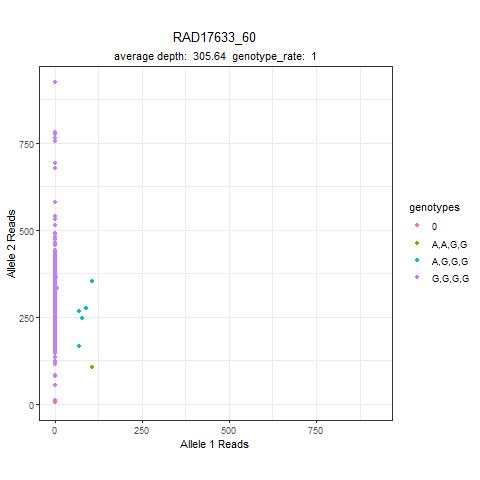 RAD17633_60
average depth:  305.64  genotype_rate:  1
Allele 2 Reads
750
500
250
0
0
250
500
750
Allele 1 Reads
genotypes
0
A,A,G,G
A,G,G,G
G,G,G,G